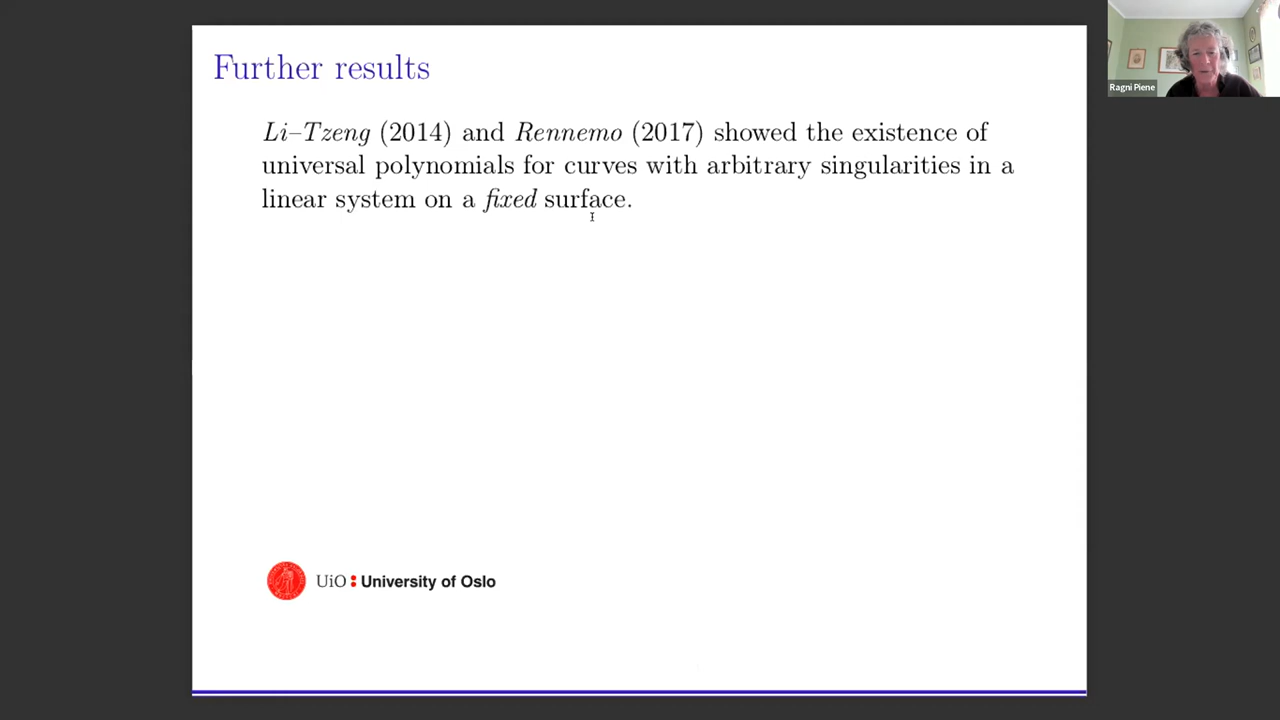 Further results
Li–Tzeng (2014) and Rennemo (2017) showed the existence of
universal polynomials for curves with arbitrary singularities in a
linear system on a fixed surface.
UiO : University of Oslo
Ragni Piene